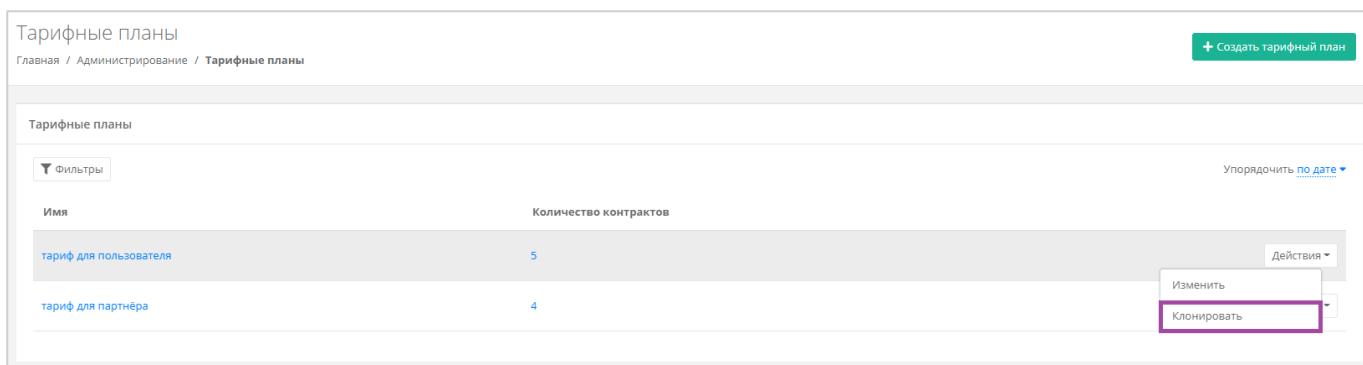 Тарифные планы
+ Создать тарифный план
Главная / Администрирование / Тарифные планы
Тарифные планы
Фильтры
Упорядочить по дате
Имя Количество контрактов
тариф для пользователя 5 Действия
Изменить
тариф для партнёра 4
Клонировать